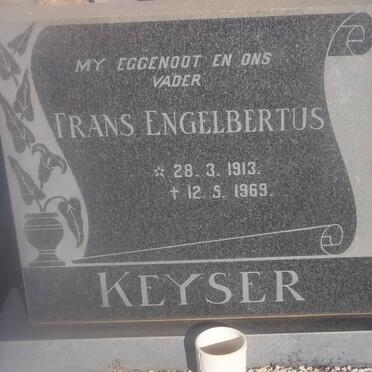 MY EGGENOOT EN ONS
VADER
FRANS ENGELBERTUS
☆ 28. 3. 1913.
† 12. 5. 1969.
KEYSER